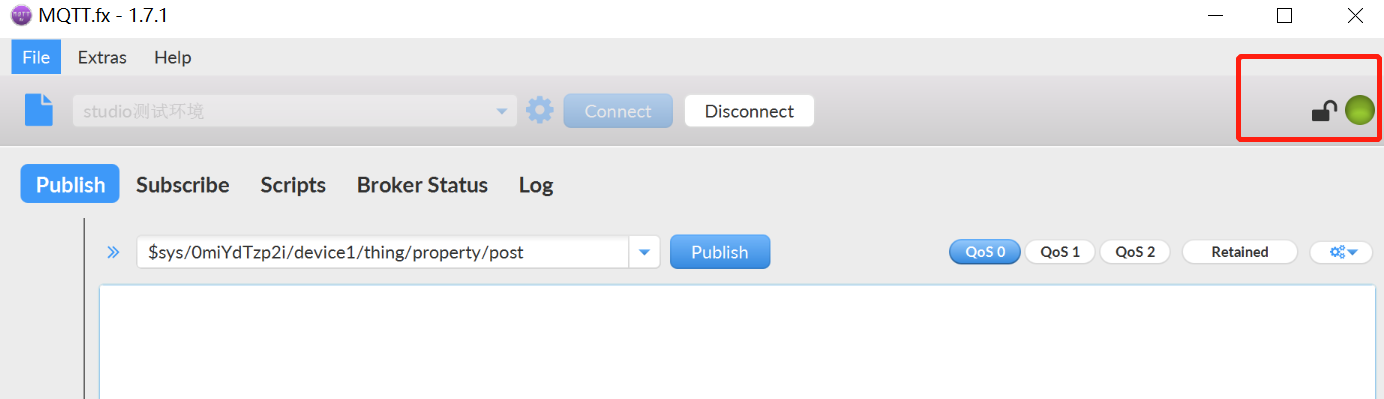 MQTT.fx - 1.7.1
File Extras Help
studio测试环境 Connect Disconnect
Publish Subscribe Scripts Broker Status Log
$sys/0miYdTzp2i/device1/thing/property/post Publish QoS 0 QoS 1 QoS 2 Retained